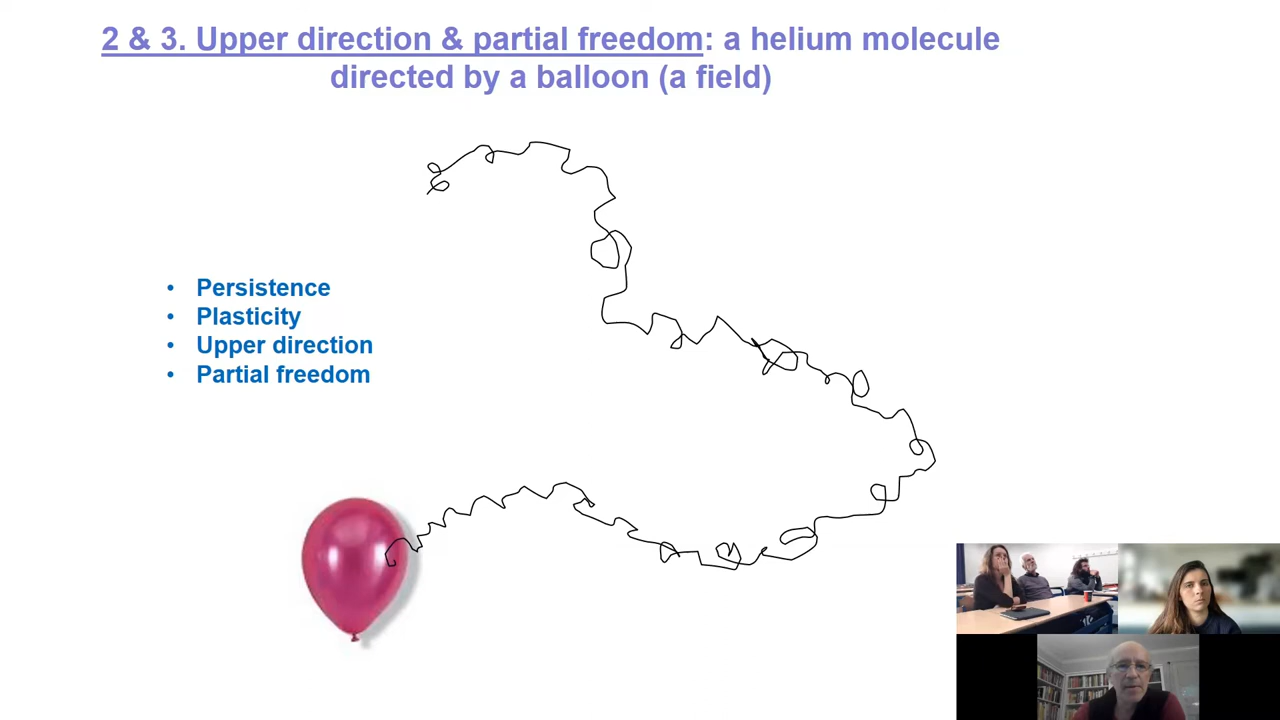 2 & 3. Upper direction & partial freedom: a helium molecule
directed by a balloon (a field)
• Persistence
• Plasticity
• Upper direction
• Partial freedom